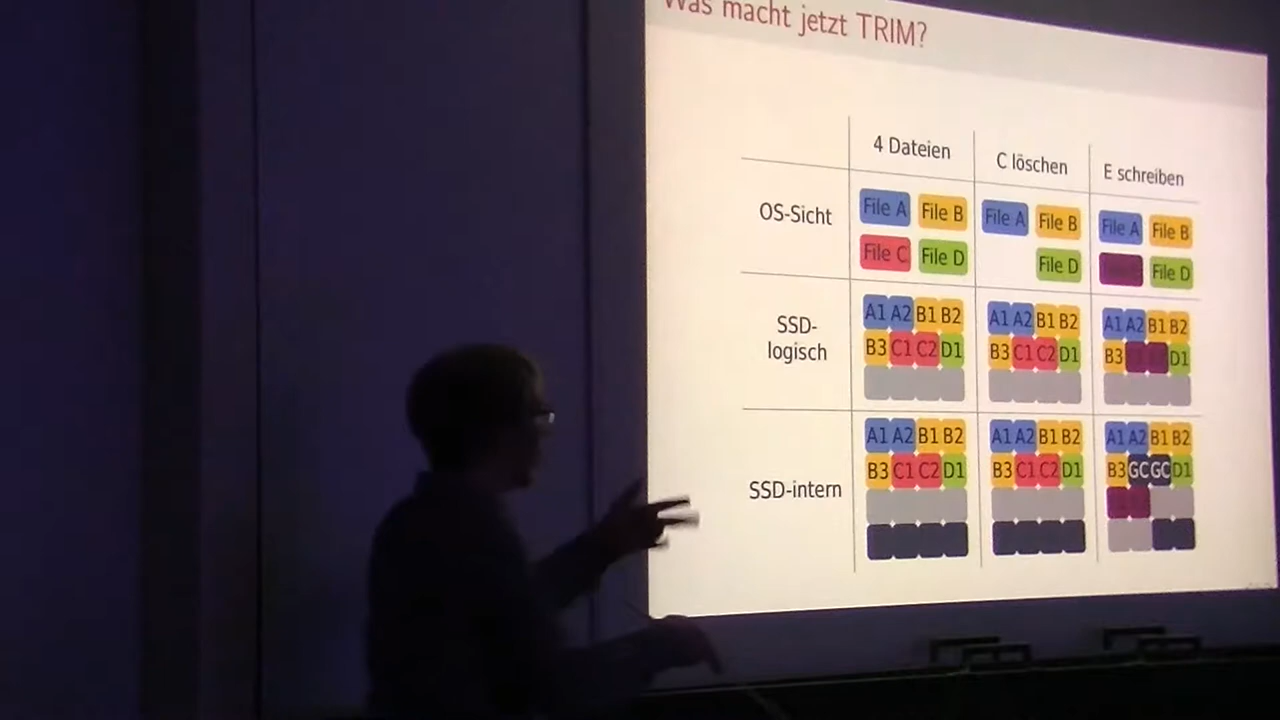 Was macht jetzt TRIM?
4 Dateien C löschen E schreiben
OS-Sicht
File A File B File A File B File A File B
File C File D File D File D
SSD-
logisch
A1 A2 B1 B2 A1 A2 B1 B2 A1 A2 B1 B2
B3 C1 C2 D1 B3 C1 C2 D1 B3 D1
SSD-intern
A1 A2 B1 B2 A1 A2 B1 B2 A1 A2 B1 B2
B3 C1 C2 D1 B3 C1 C2 D1 B3 GC GC D1